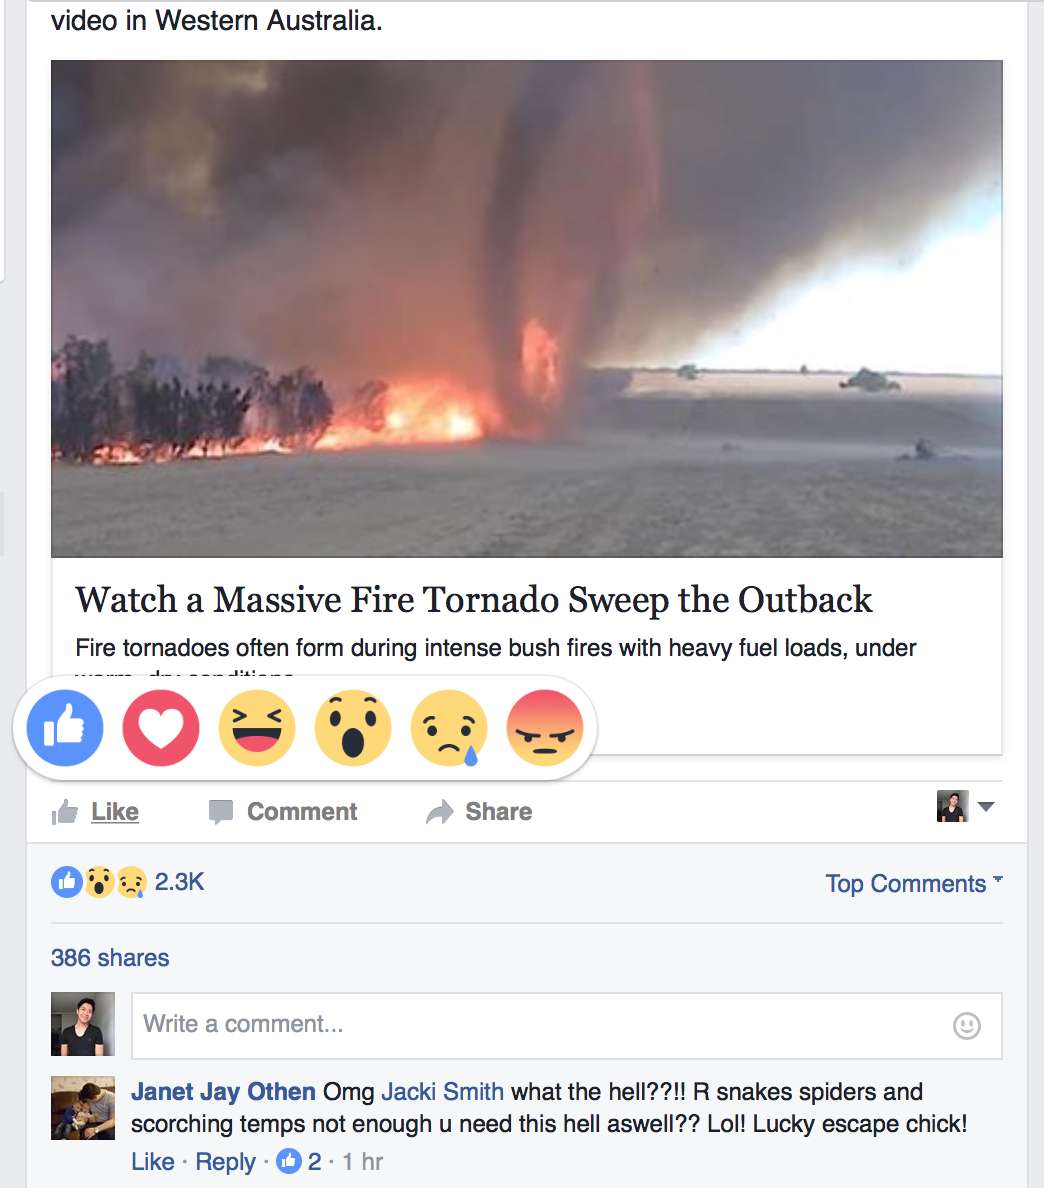 video in Western Australia.
Watch a Massive Fire Tornado Sweep the Outback
Fire tornadoes often form during intense bush fires with heavy fuel loads, under
warm, dry conditions
Like Comment Share
2.3K Top Comments
386 shares
Write a comment...
Janet Jay Othen Omg Jacki Smith what the hell??!! R snakes spiders and
scorching temps not enough u need this hell aswell?? Lol! Lucky escape chick!
Like · Reply · 2 · 1 hr